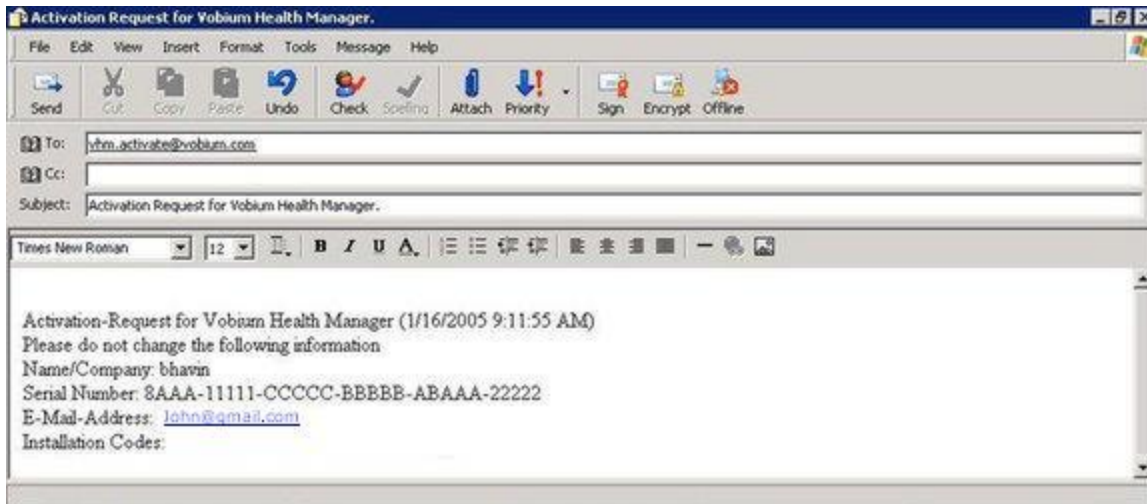 Activation Request for Vobium Health Manager.
File Edit View Insert Format Tools Message Help
Send Cut Copy Paste Undo Check Spelling Attach Priority Sign Encrypt Offline
To: vhm.activate@vobium.com
Cc:
Subject: Activation Request for Vobium Health Manager.
Times New Roman 12 B I U A
Activation-Request for Vobium Health Manager (1/16/2005 9:11:55 AM)
Please do not change the following information
Name/Company: bhavin
Serial Number: 8AAA-11111-CCCCC-BBBBB-ABAAA-22222
E-Mail-Address: John@gmail.com
Installation Codes: